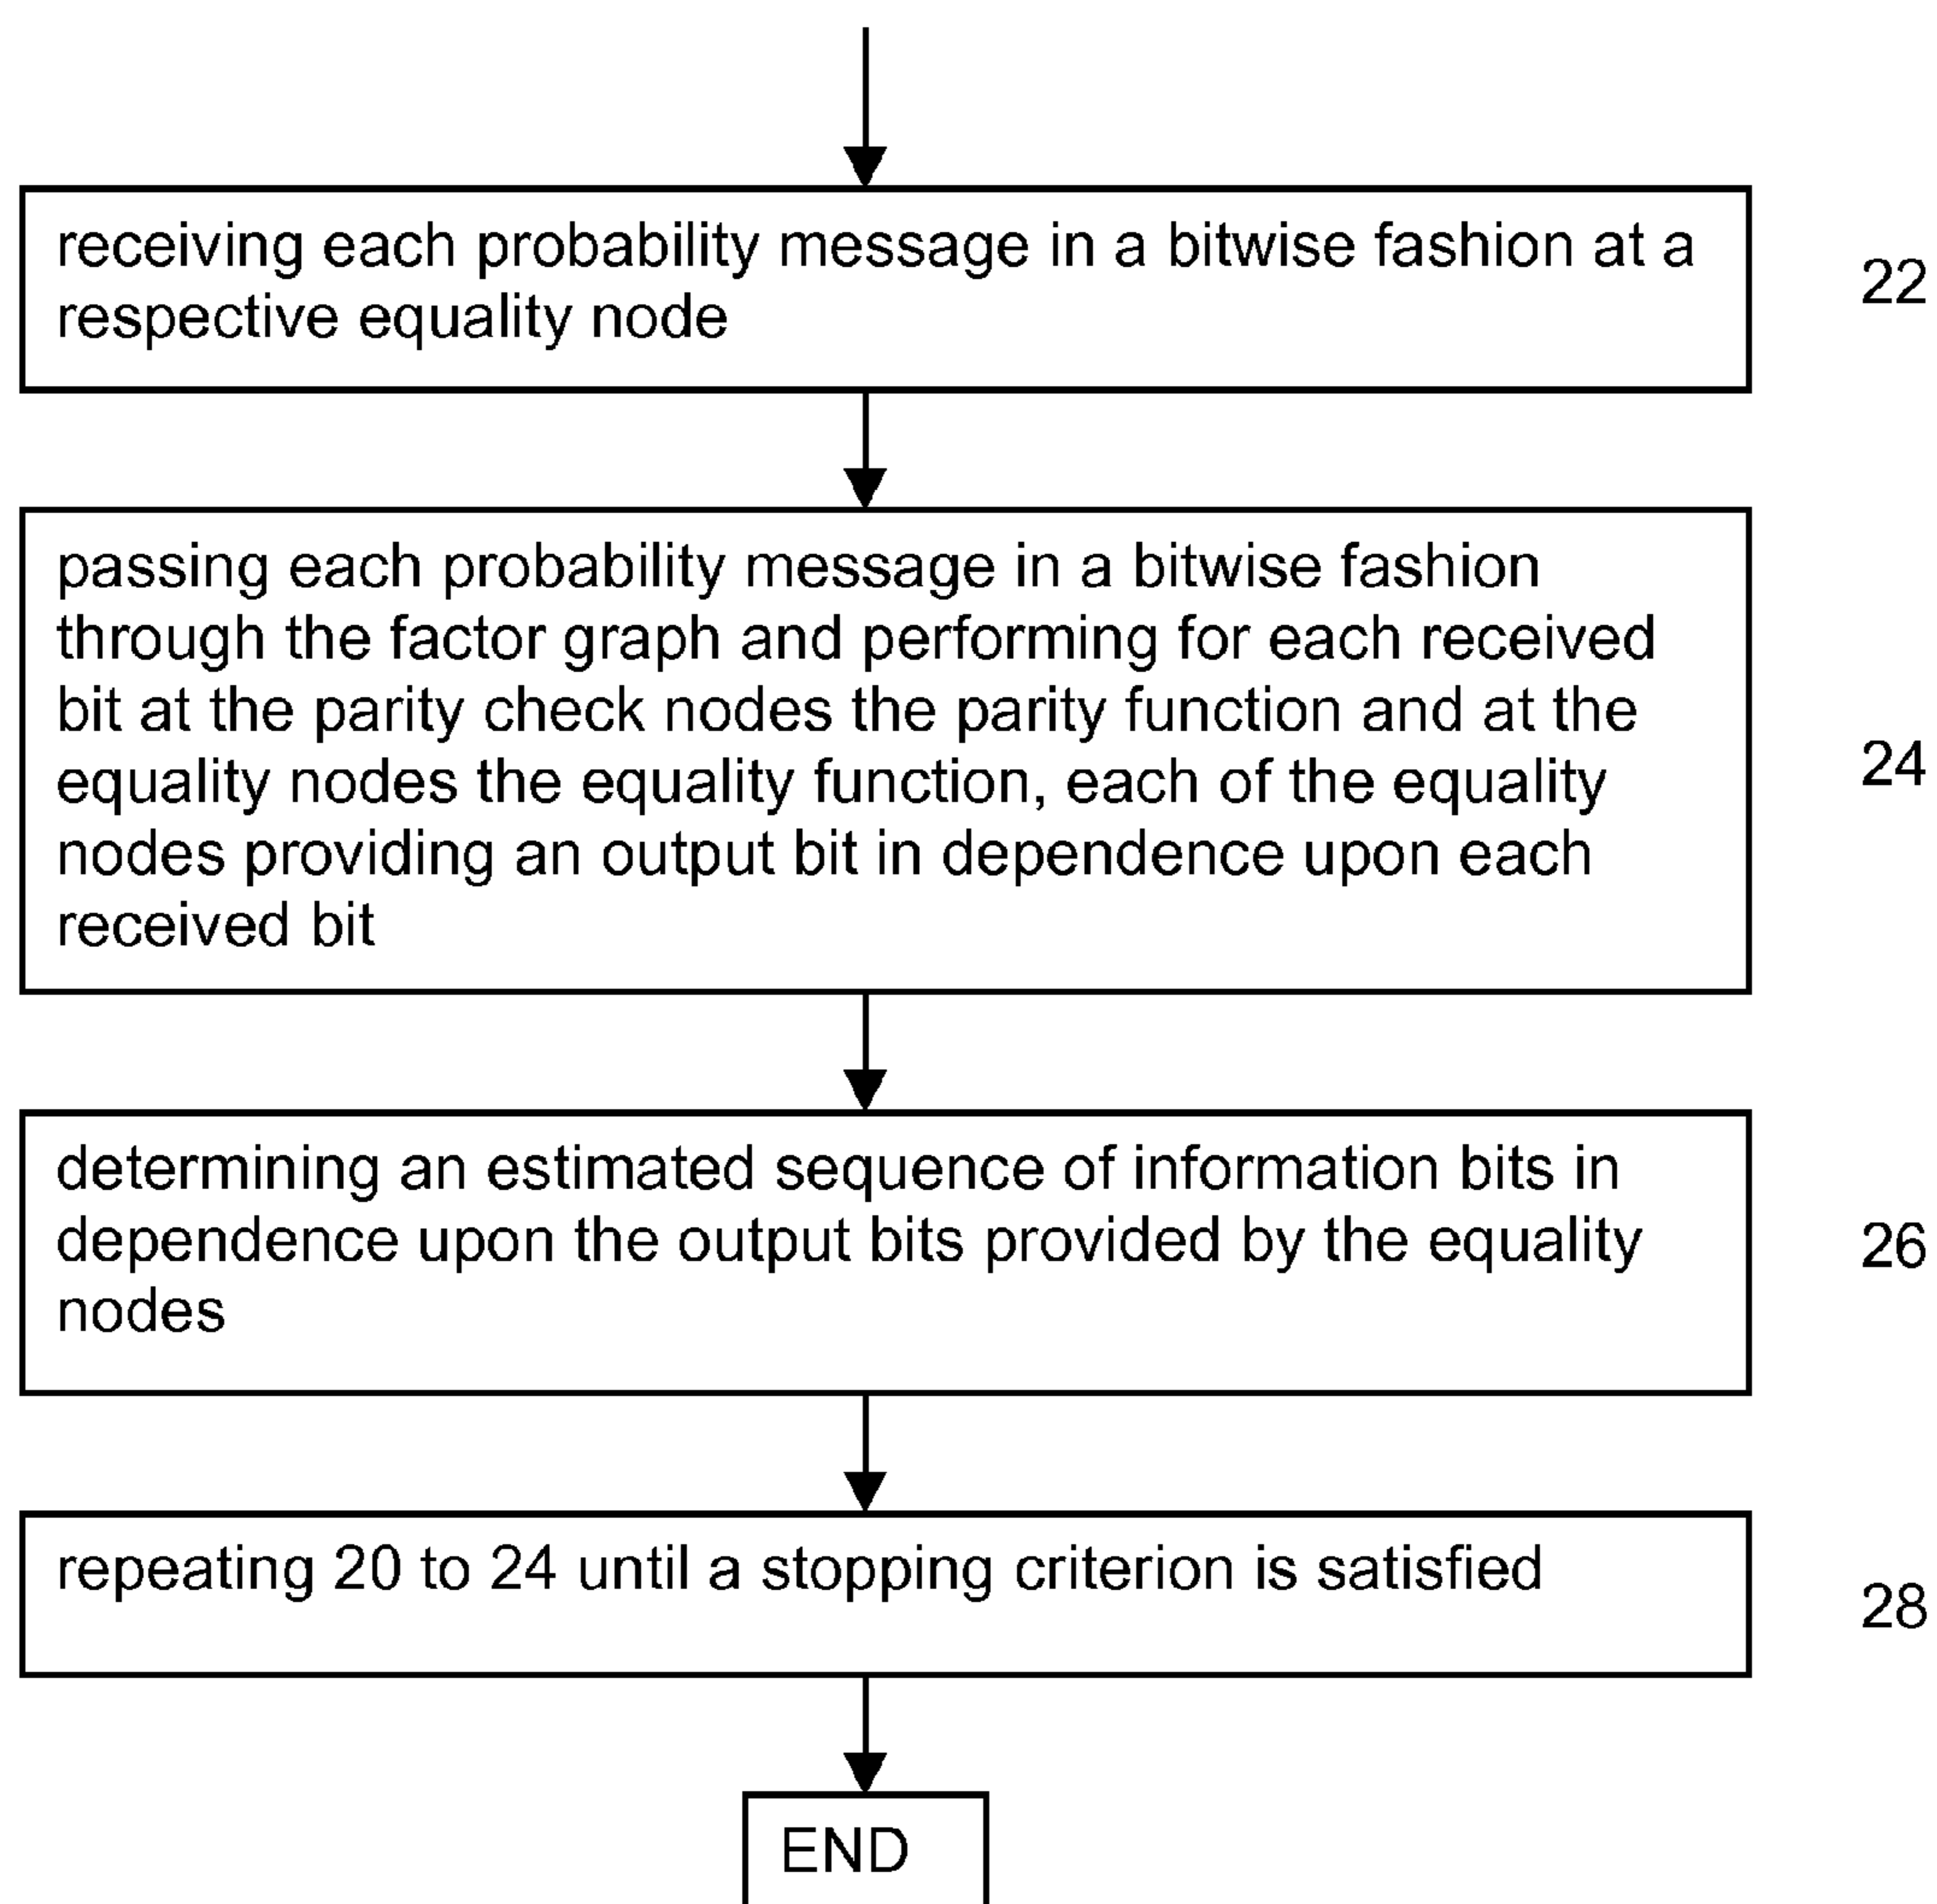 receiving each probability message in a bitwise fashion at a
respective equality node
22
passing each probability message in a bitwise fashion
through the factor graph and performing for each received
bit at the parity check nodes the parity function and at the
equality nodes the equality function, each of the equality
nodes providing an output bit in dependence upon each
received bit
24
determining an estimated sequence of information bits in
dependence upon the output bits provided by the equality
nodes
26
repeating 20 to 24 until a stopping criterion is satisfied
28
END